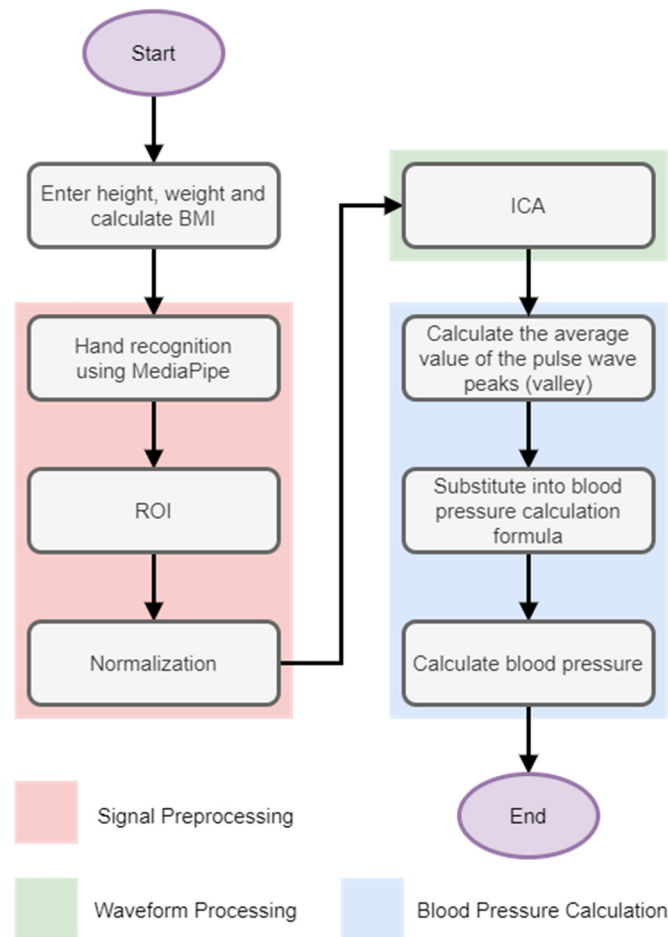 Start
Enter height, weight and
calculate BMI
Hand recognition
using MediaPipe
ROI
Normalization
ICA
Calculate the average
value of the pulse wave
peaks (valley)
Substitute into blood
pressure calculation
formula
Calculate blood pressure
End
Signal Preprocessing
Waveform Processing
Blood Pressure Calculation